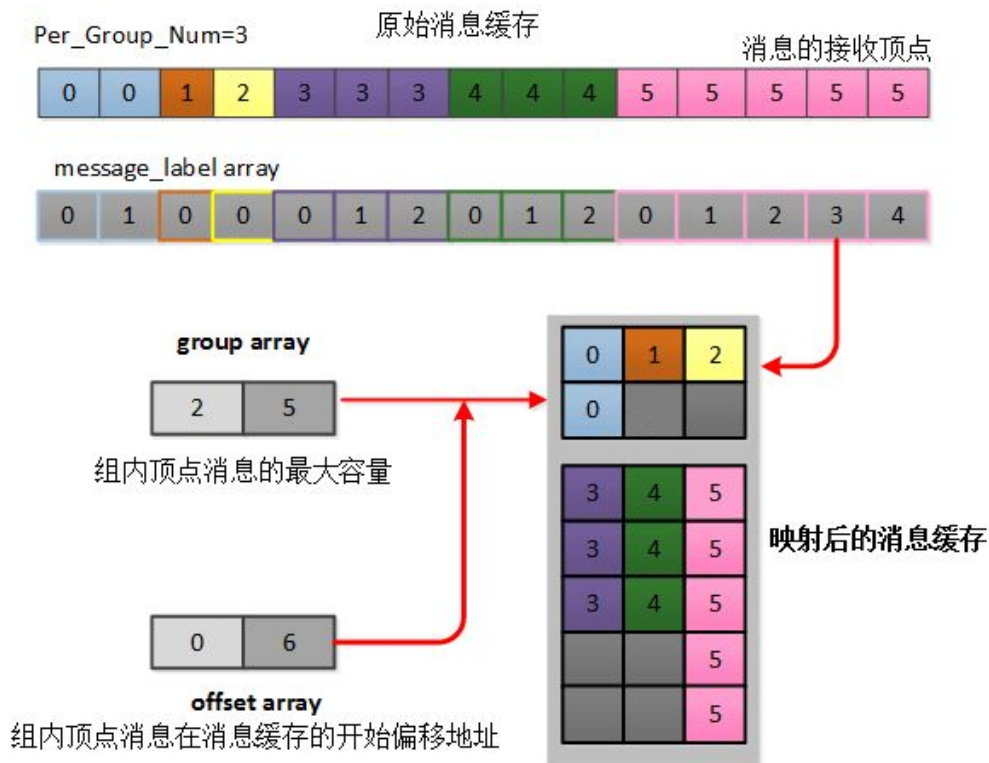 原始消息缓存
Per_Group_Num=3
消息的接收顶点
0 0 1 2 3 3 3 4 4 4 5 5 5 5 5
message_label array
0 1 0 0 0 1 2 0 1 2 0 1 2 3 4
group array
2 5
组内顶点消息的最大容量
0 1 2
0
3 4 5
3 4 5
3 4 5
5
5
映射后的消息缓存
0 6
offset array
组内顶点消息在消息缓存的开始偏移地址